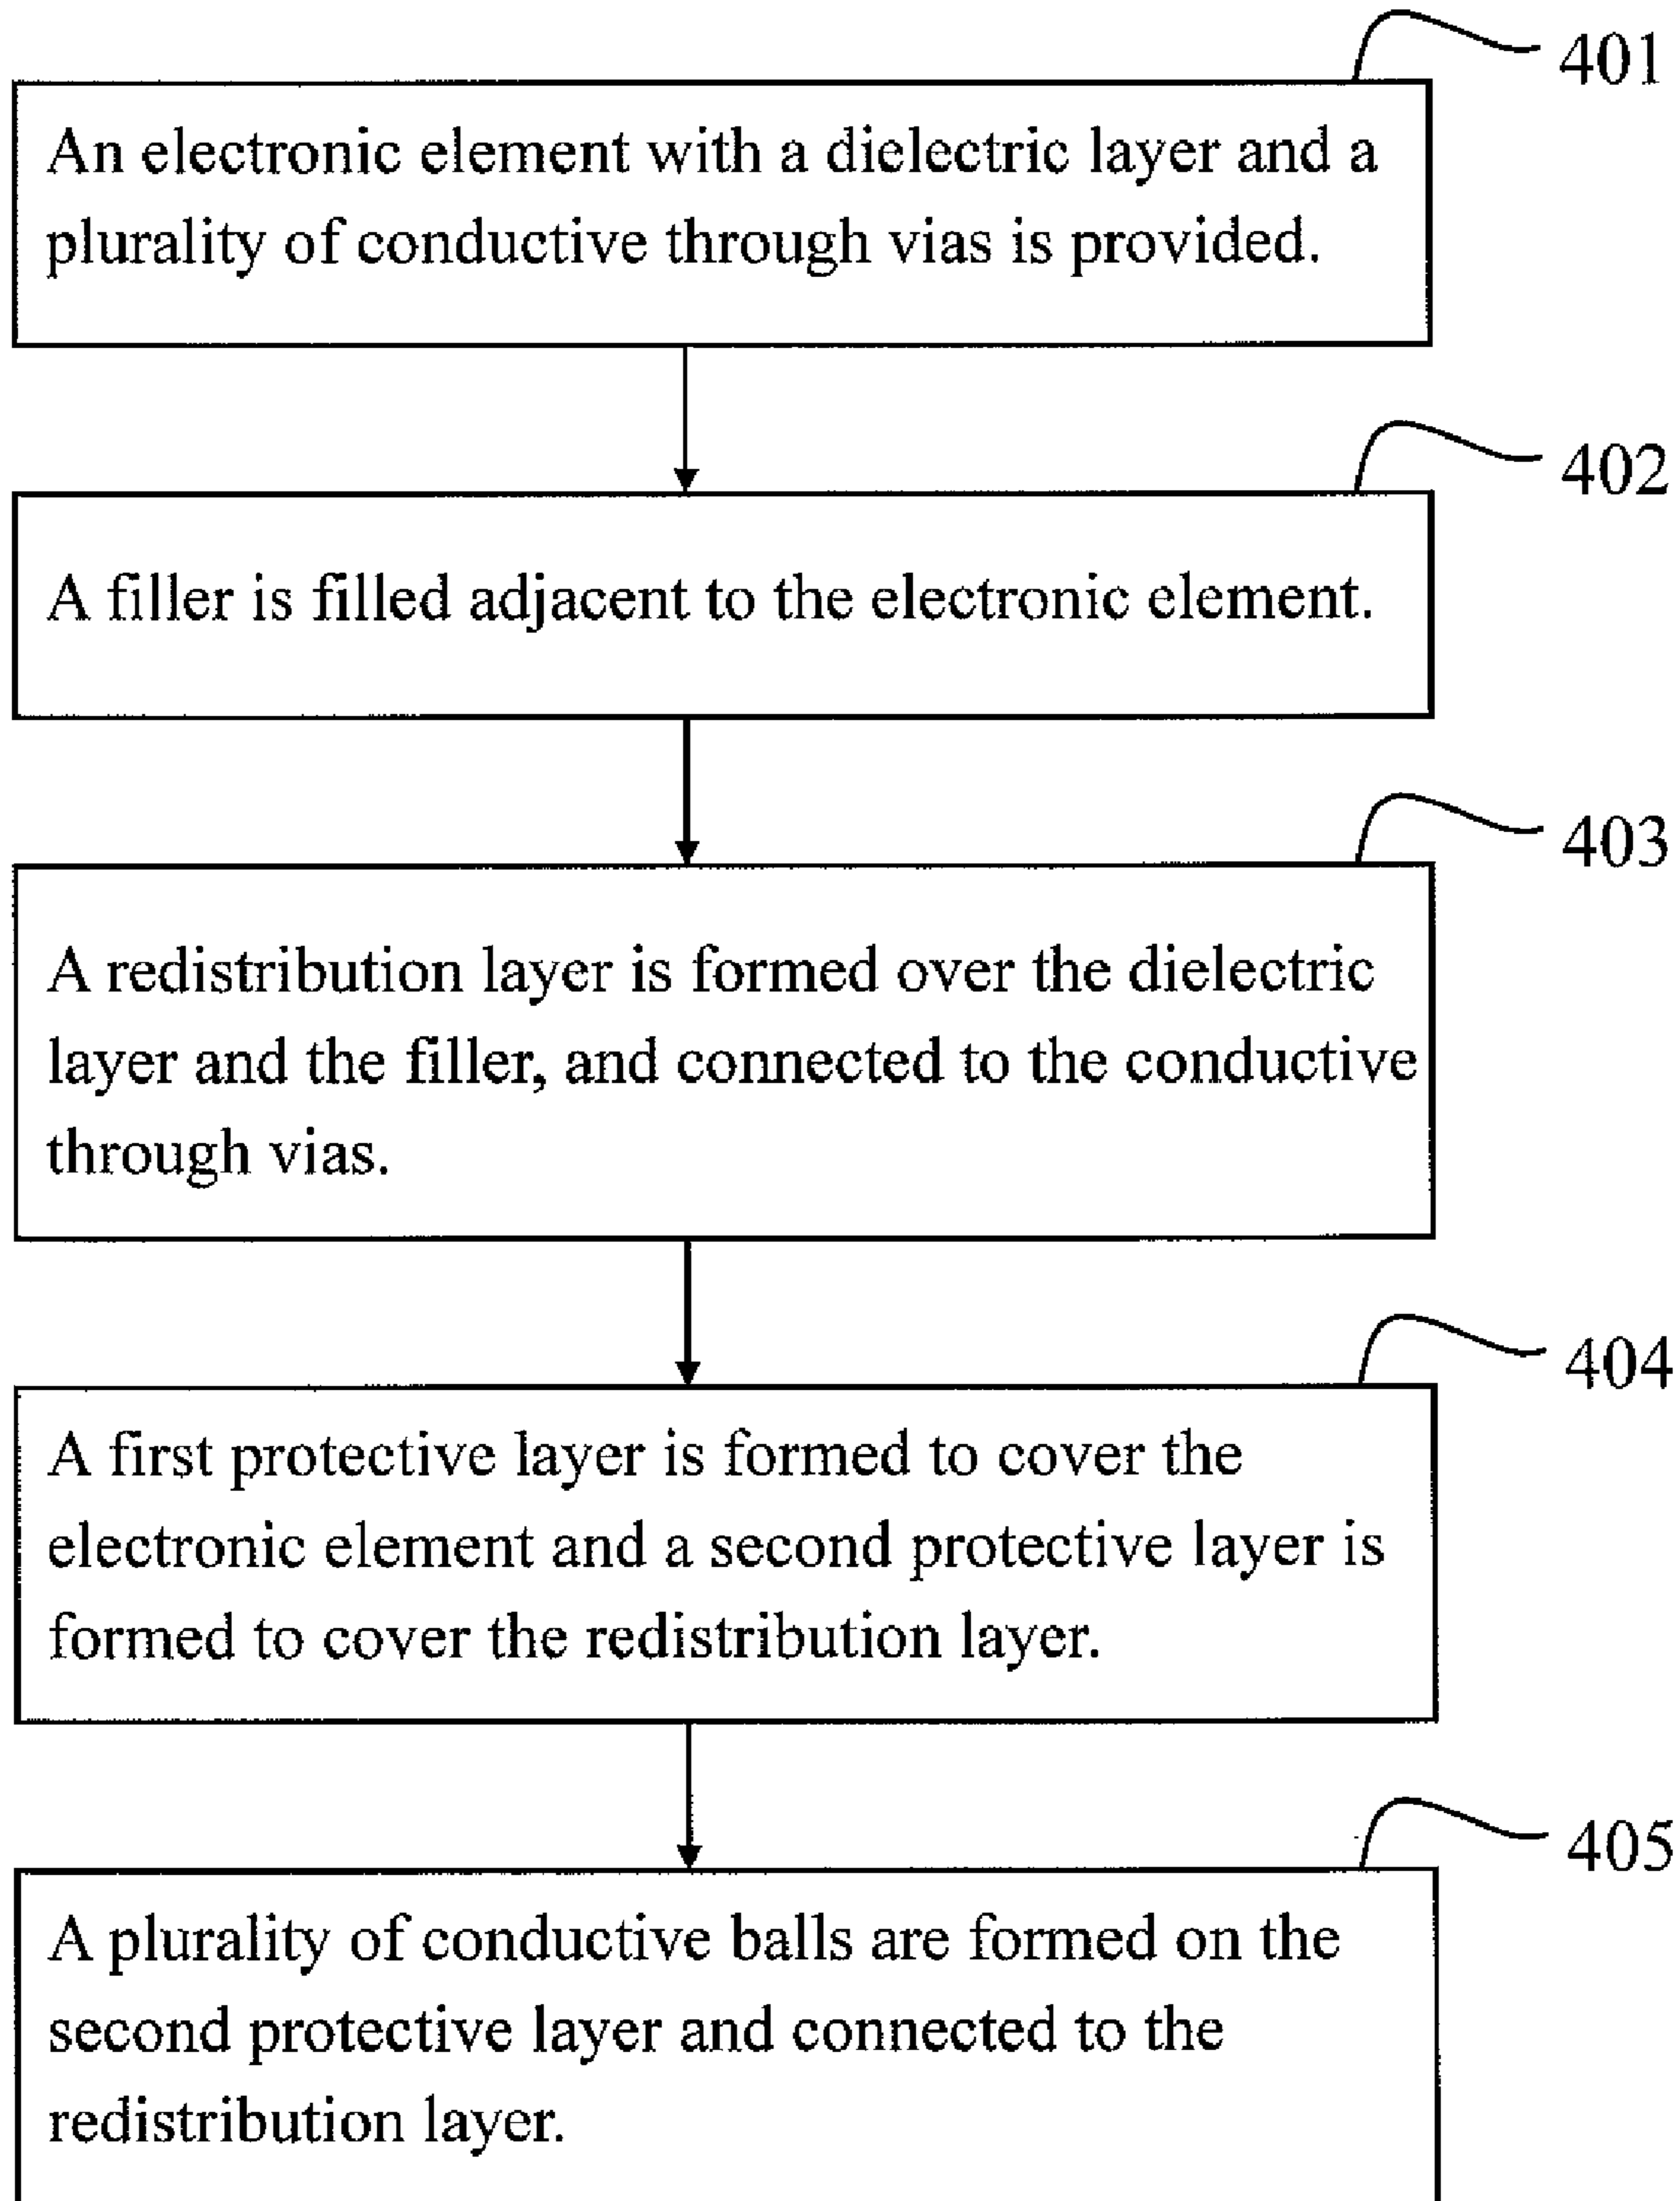 401
An electronic element with a dielectric layer and a
plurality of conductive through vias is provided.
402
A filler is filled adjacent to the electronic element.
403
A redistribution layer is formed over the dielectric
layer and the filler, and connected to the conductive
through vias.
404
A first protective layer is formed to cover the
electronic element and a second protective layer is
formed to cover the redistribution layer.
405
A plurality of conductive balls are formed on the
second protective layer and connected to the
redistribution layer.